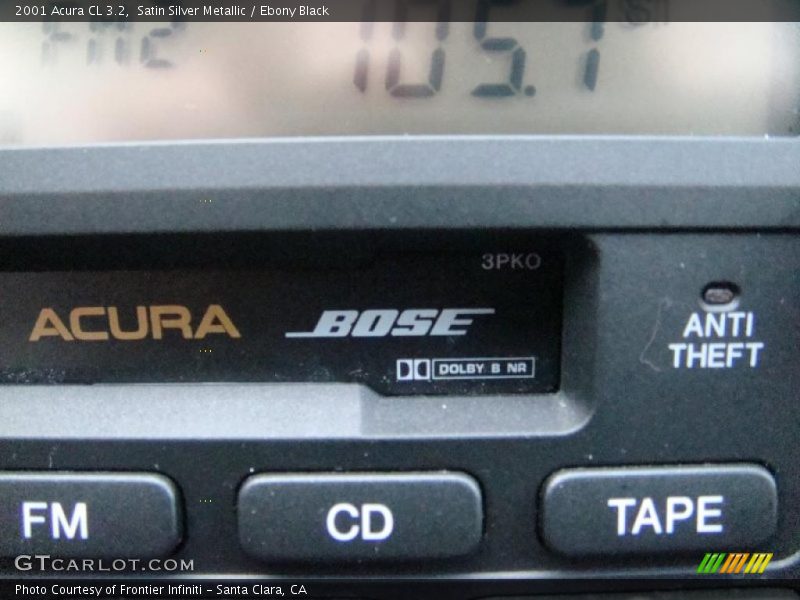 2001 Acura CL 3.2, Satin Silver Metallic / Ebony Black
FM2 105.7
3PKO
ACURA BOSE
DOLBY B NR
ANTI
THEFT
FM CD TAPE
GTCARLOT.COM
Photo Courtesy of Frontier Infiniti - Santa Clara, CA